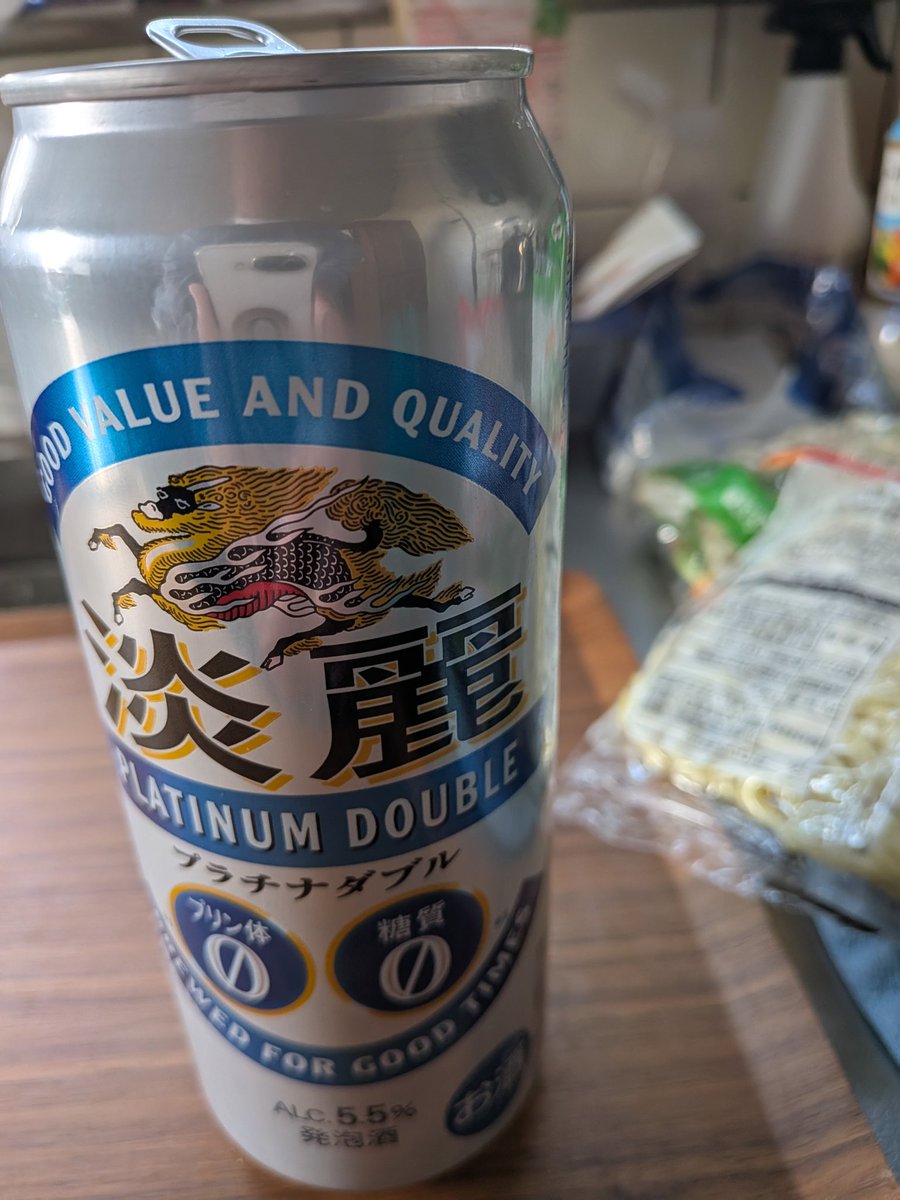 GOOD VALUE AND QUALITY
淡麗
PLATINUM DOUBLE
プラチナダブル
プリン体 糖質
0 0
BREWED FOR GOOD TIMES
ALC. 5.5%
発泡酒
お酒